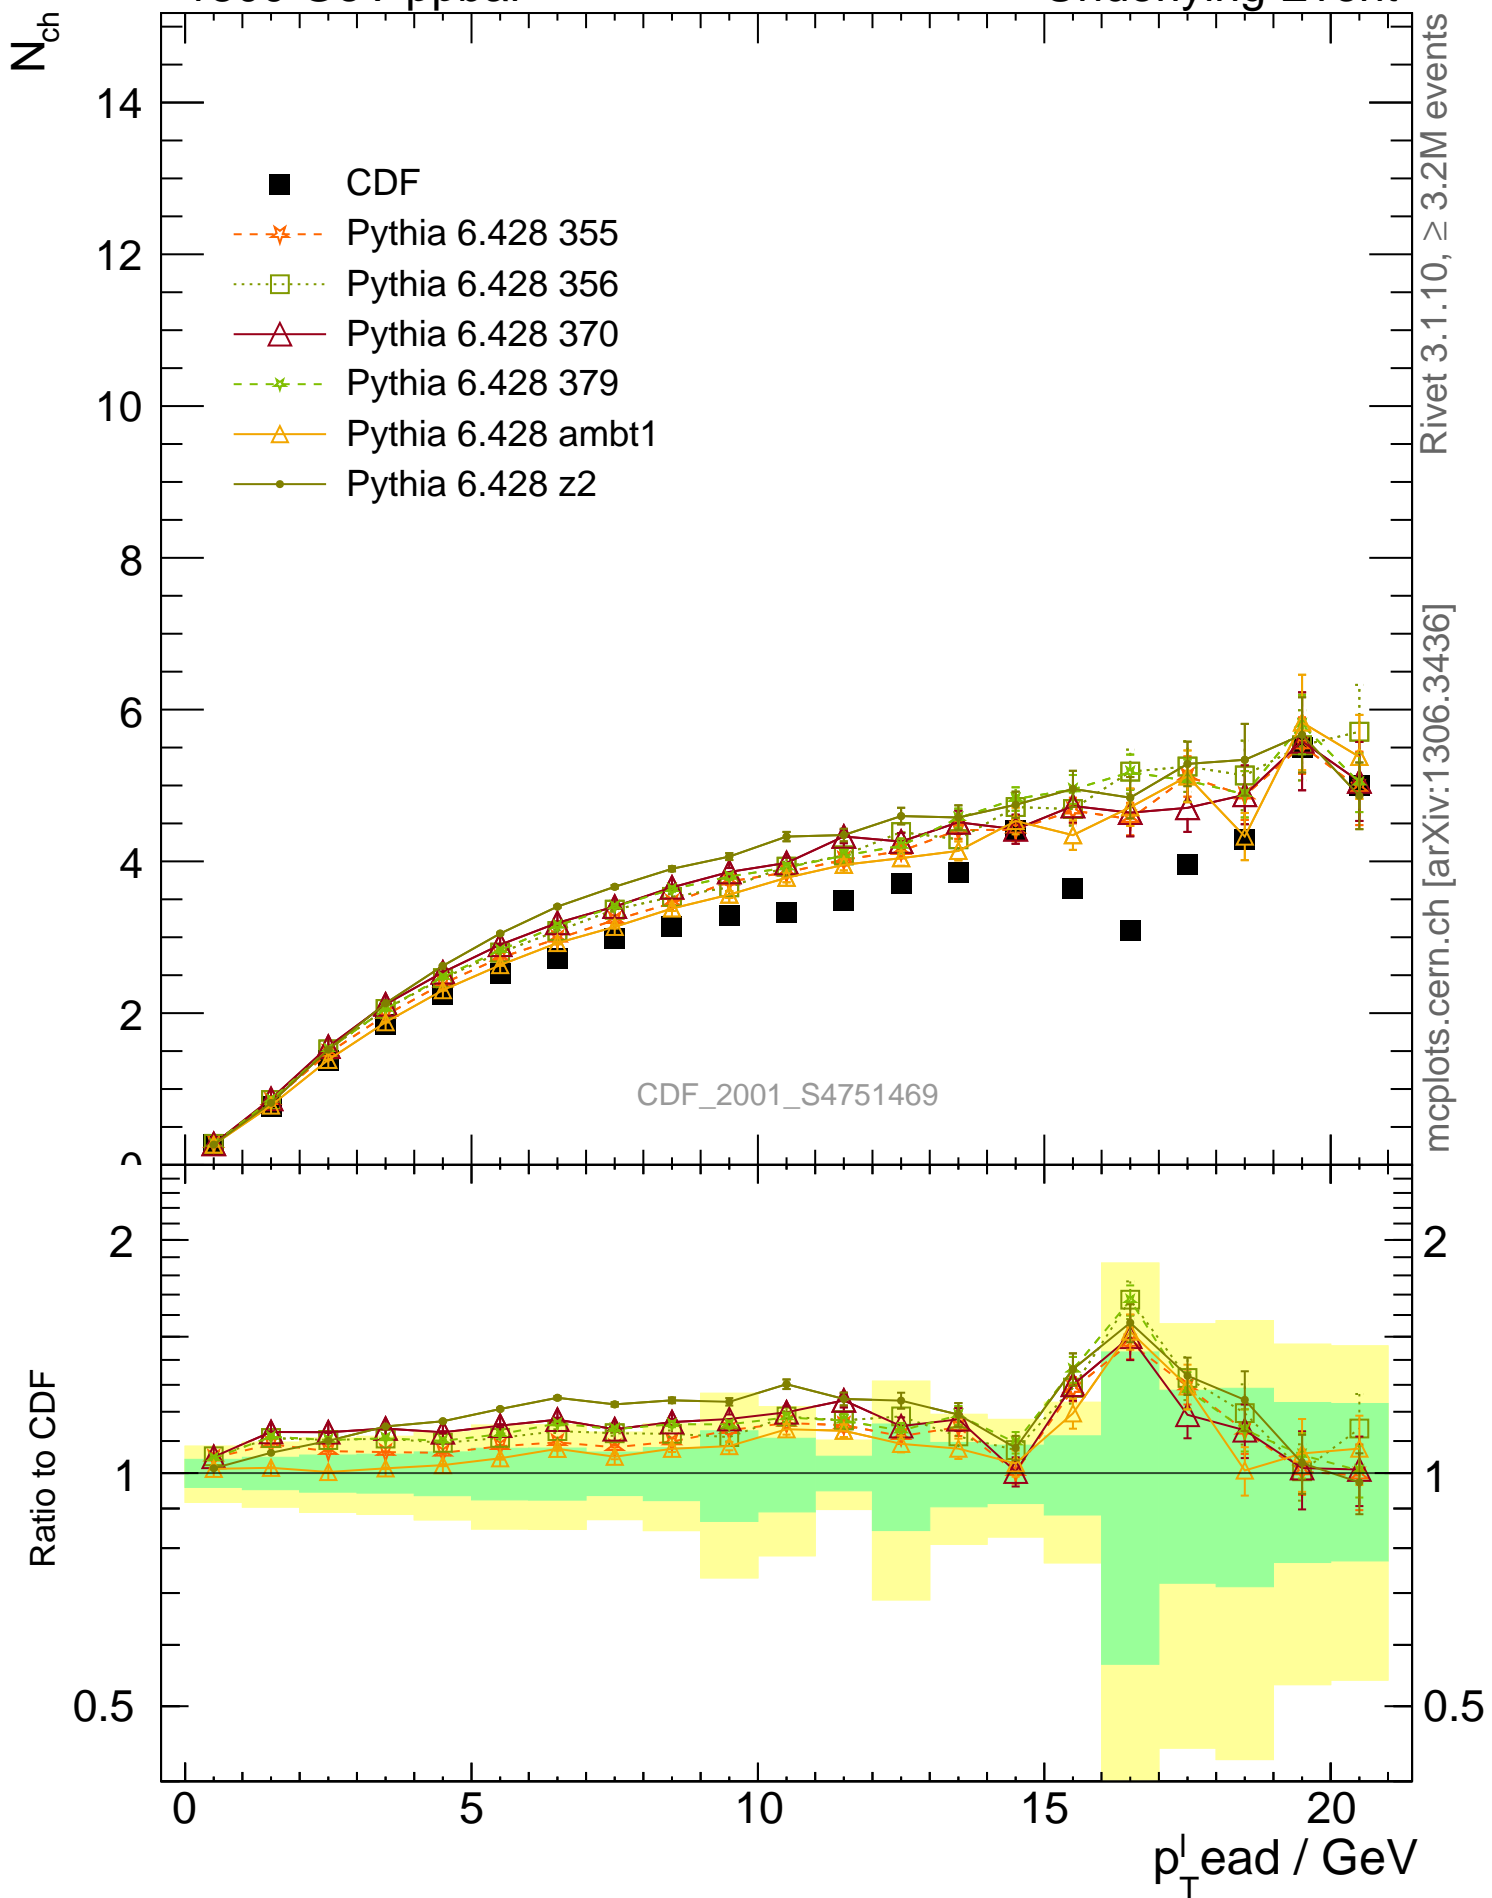 N_ch
14
12
10
8
6
4
2
CDF
Pythia 6.428 355
Pythia 6.428 356
Pythia 6.428 370
Pythia 6.428 379
Pythia 6.428 ambt1
Pythia 6.428 z2
CDF_2001_S4751469
Rivet 3.1.10, ≥ 3.2M events
mcplots.cern.ch [arXiv:1306.3436]
Ratio to CDF
2
1
0.5
2
1
0.5
0 5 10 15 20
p_T^l ead / GeV